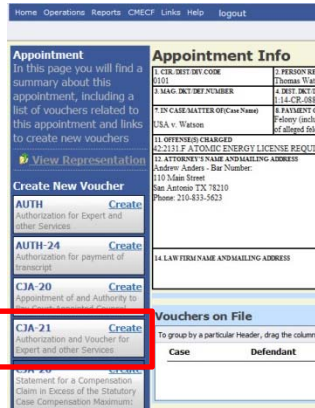 Home Operations Reports CMECF Links Help logout
Appointment
In this page you will find a
summary about this
appointment, including a
list of vouchers related to
this appointment and links
to create new vouchers
View Representation
Create New Voucher
AUTH Create
Authorization for Expert and
other Services
AUTH-24 Create
Authorization for payment of
transcript
CJA-20 Create
Appointment of and Authority to
Pay Court Appointed Counsel
CJA-21 Create
Authorization and Voucher for
Expert and other Services
CJA-26 Create
Statement for a Compensation
Claim in Excess of the Statutory
Case Compensation Maximum:
Appointment Info
1. CIR./DIST/DIV.CODE
0101
2. PERSON RE
Thomas Wat
3. MAG. DKT/DEF.NUMBER
4. DIST. DKT/
1:14-CR-088
7. IN CASE/MATTER OF(Case Name)
USA v. Watson
8. PAYMENT
Felony (inclu
of alleged fel
11. OFFENSE(S) CHARGED
42:2131.F ATOMIC ENERGY LICENSE REQUI
12. ATTORNEY'S NAME AND MAILING ADDRESS
Andrew Anders - Bar Number:
110 Main Street
San Antonio TX 78210
Phone: 210-833-5623
14. LAW FIRM NAME AND MAILING ADDRESS
Vouchers on File
To group by a particular Header, drag the column
Case Defendant